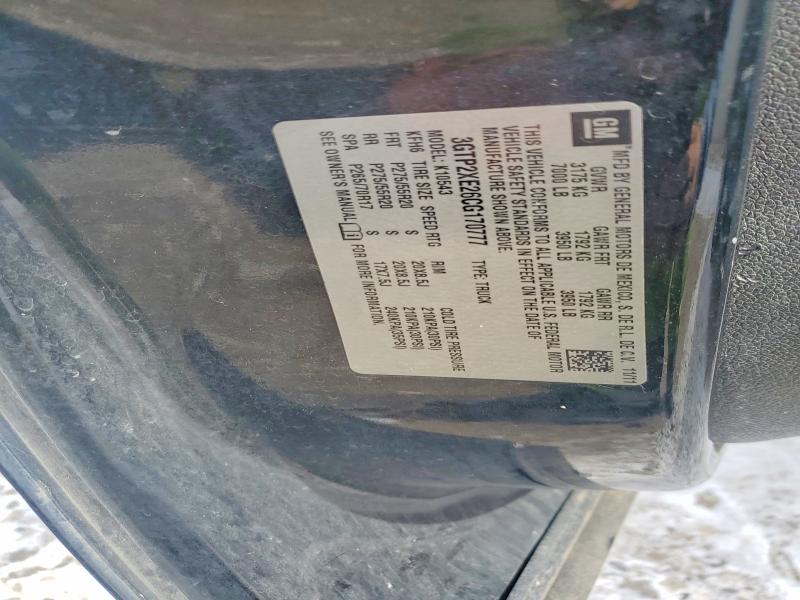 GM
MFD BY GENERAL MOTORS DE MEXICO, S. DE R.L. DE C.V. 11/11
GVWR GAWR FRT GAWR RR
3175 KG 1792 KG 1792 KG
7000 LB 3950 LB 3950 LB
THIS VEHICLE CONFORMS TO ALL APPLICABLE U.S. FEDERAL MOTOR
VEHICLE SAFETY STANDARDS IN EFFECT ON THE DATE OF
MANUFACTURE SHOWN ABOVE.
3GTP2XE26CG170777 TYPE: TRUCK
MODEL: K10543
KFH6 TIRE SIZE SPEED RTG RIM COLD TIRE PRESSURE
FRT P275/55R20 S 20X8.5J 210KPA(30PSI)
RR P275/55R20 S 20X8.5J 210KPA(30PSI)
SPA P265/70R17 S 17X7.5J 240KPA(35PSI)
SEE OWNER'S MANUAL FOR MORE INFORMATION.